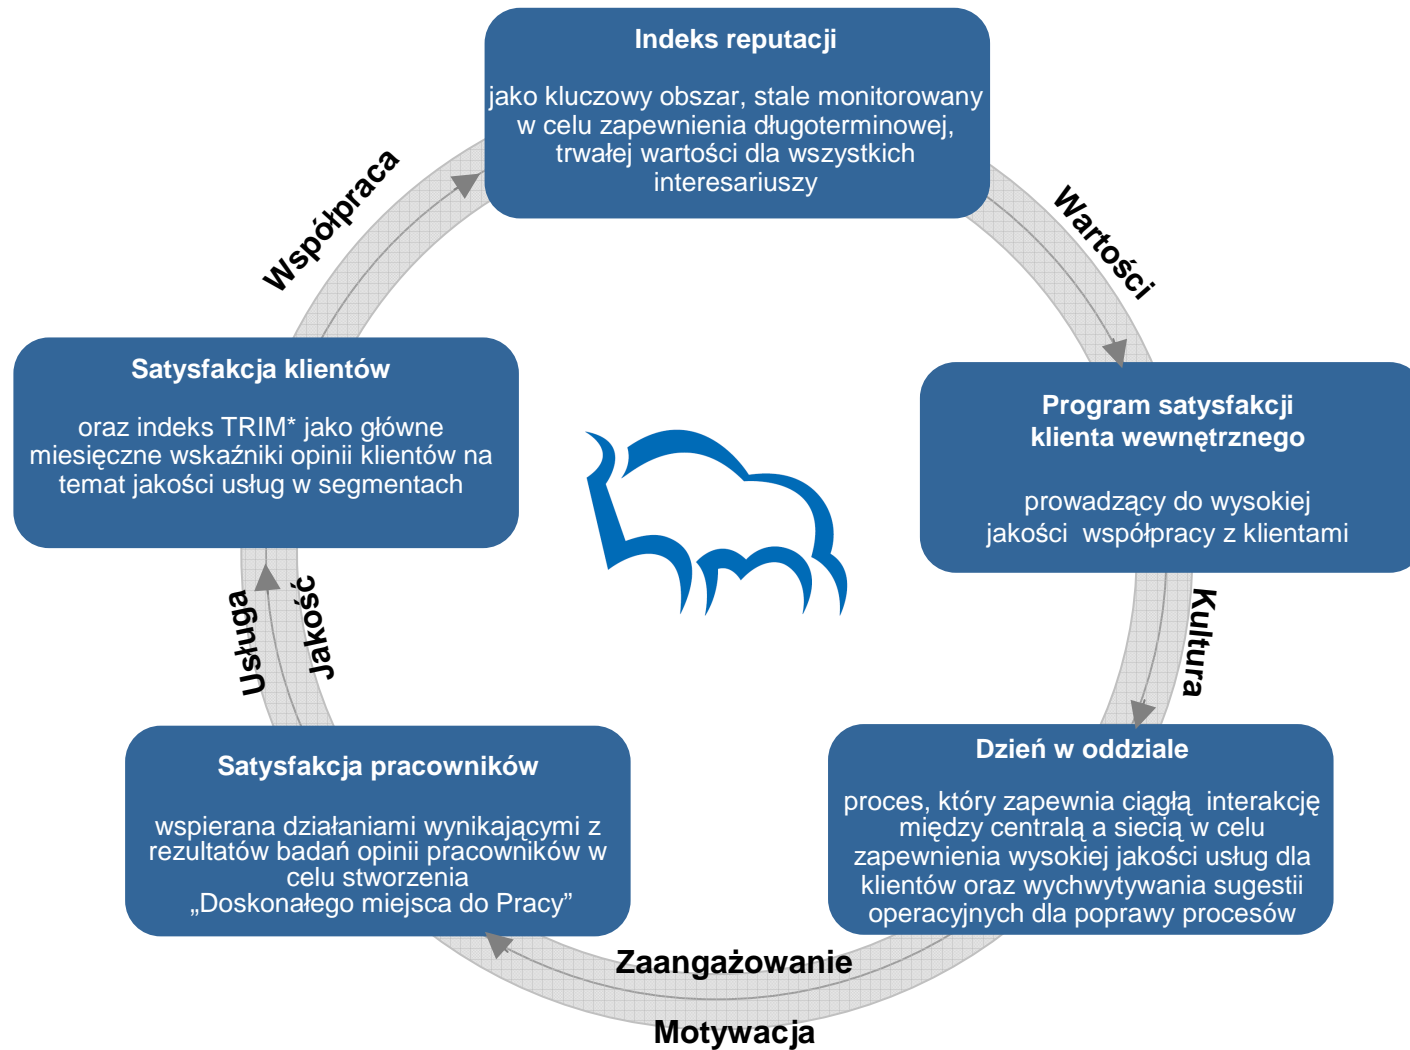 Indeks reputacji
jako kluczowy obszar, stale monitorowany
w celu zapewnienia długoterminowej,
trwałej wartości dla wszystkich
interesariuszy
Współpraca
Wartości
Satysfakcja klientów
oraz indeks TRIM* jako główne
miesięczne wskaźniki opinii klientów na
temat jakości usług w segmentach
Program satysfakcji
klienta wewnętrznego
prowadzący do wysokiej
jakości współpracy z klientami
Usługa
Jakość
Kultura
Satysfakcja pracowników
wspierana działaniami wynikającymi z
rezultatów badań opinii pracowników w
celu stworzenia
„Doskonałego miejsca do Pracy”
Dzień w oddziale
proces, który zapewnia ciągłą interakcję
między centralą a siecią w celu
zapewnienia wysokiej jakości usług dla
klientów oraz wychwytywania sugestii
operacyjnych dla poprawy procesów
Zaangażowanie
Motywacja